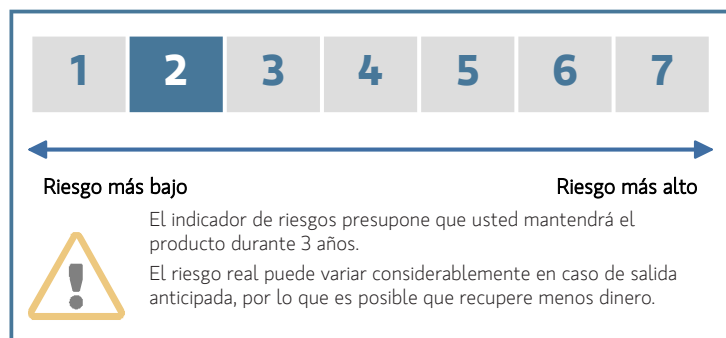 1 2 3 4 5 6 7
Riesgo más bajo Riesgo más alto
El indicador de riesgos presupone que usted mantendrá el
producto durante 3 años.
El riesgo real puede variar considerablemente en caso de salida
anticipada, por lo que es posible que recupere menos dinero.